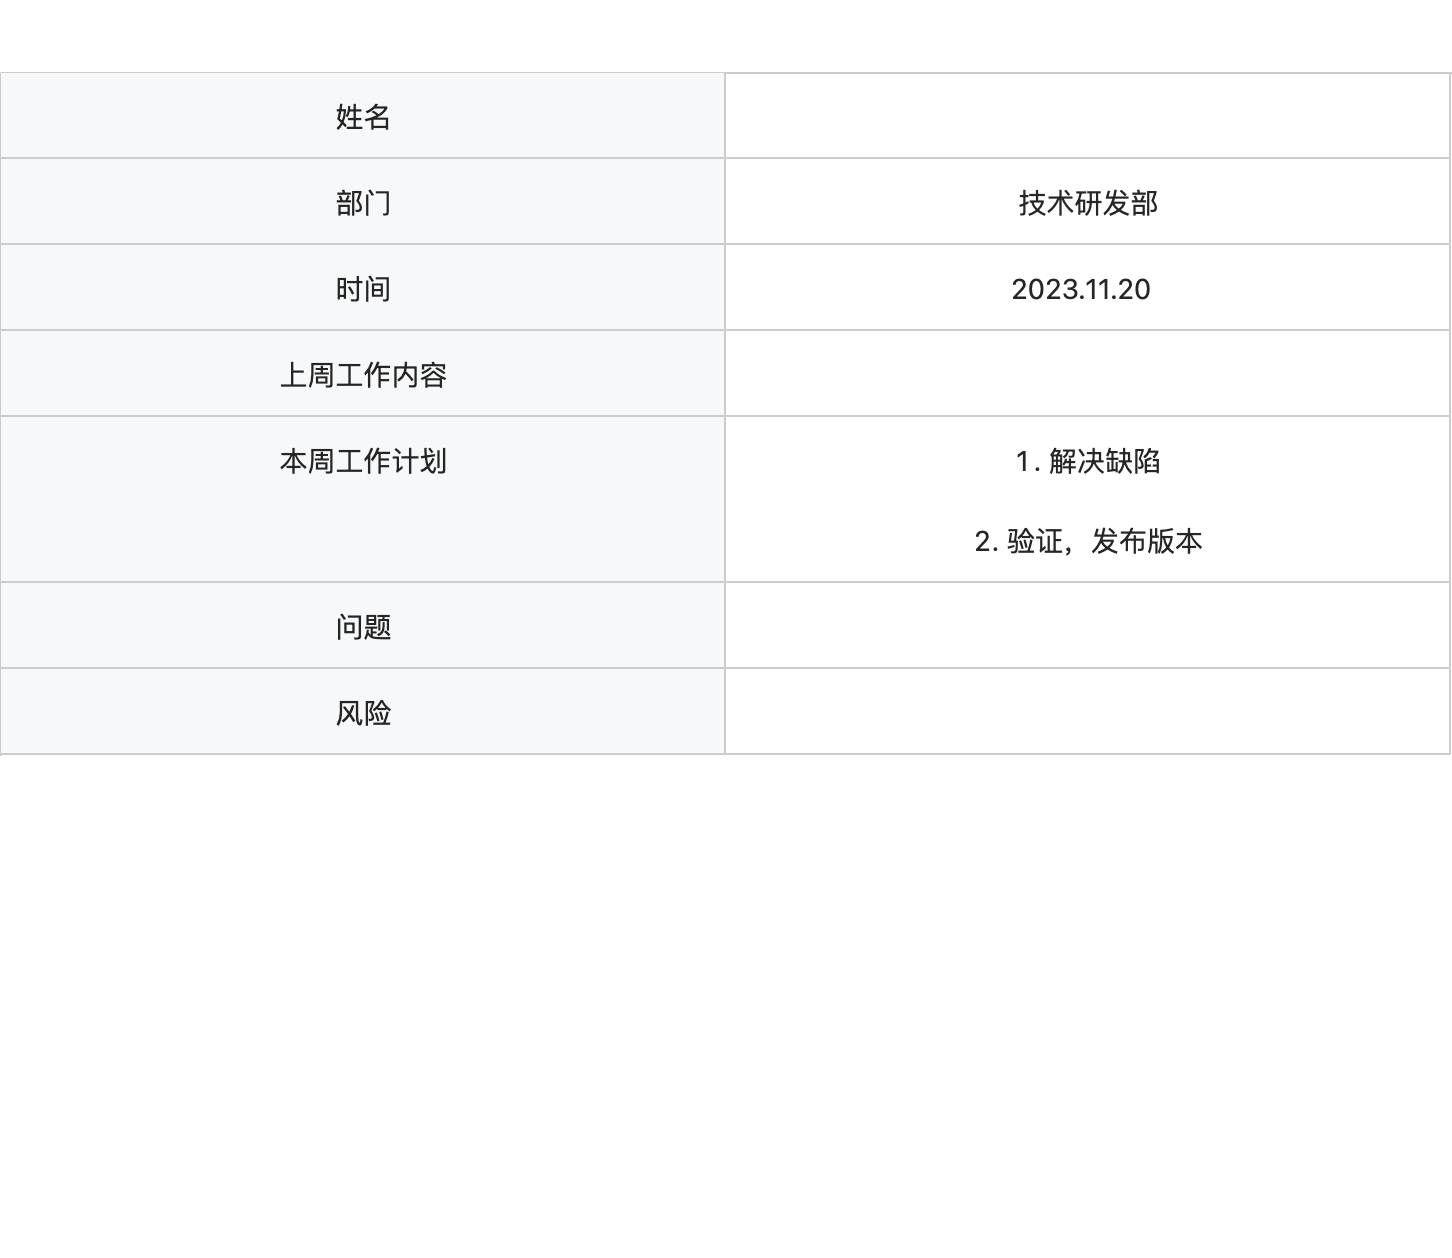 姓名
部门 技术研发部
时间 2023.11.20
上周工作内容
本周工作计划 1. 解决缺陷
2. 验证，发布版本
问题
风险